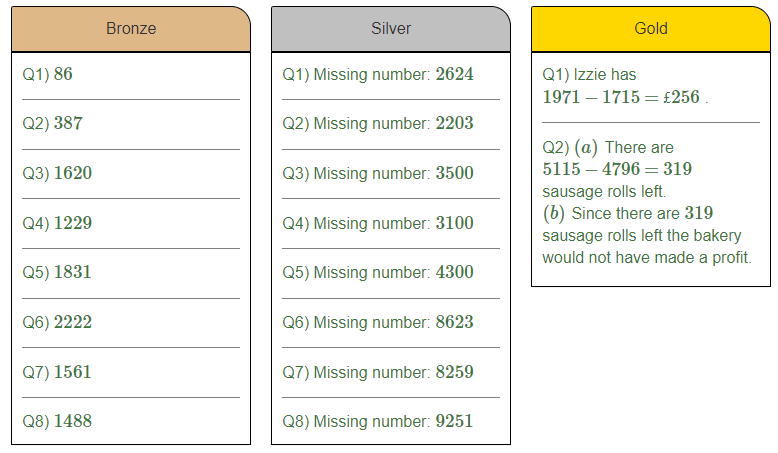 Bronze
Q1) 86
Q2) 387
Q3) 1620
Q4) 1229
Q5) 1831
Q6) 2222
Q7) 1561
Q8) 1488
Silver
Q1) Missing number: 2624
Q2) Missing number: 2203
Q3) Missing number: 3500
Q4) Missing number: 3100
Q5) Missing number: 4300
Q6) Missing number: 8623
Q7) Missing number: 8259
Q8) Missing number: 9251
Gold
Q1) Izzie has
1971 − 1715 = £256 .
Q2) (a) There are
5115 − 4796 = 319
sausage rolls left.
(b) Since there are 319
sausage rolls left the bakery
would not have made a profit.